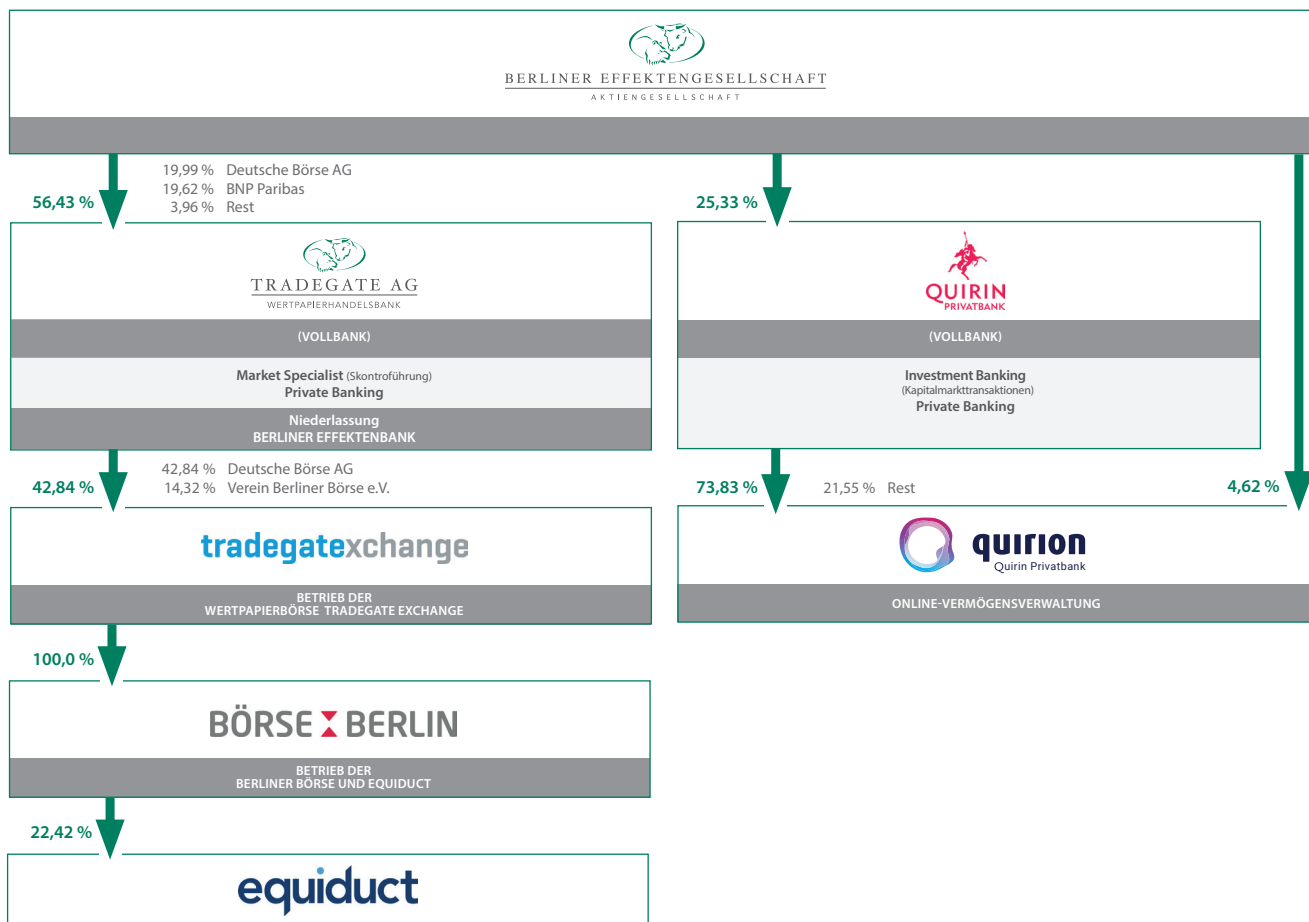 BERLINER EFFEKTENGESELLSCHAFT
AKTIENGESELLSCHAFT
56,43 %
19,99 % Deutsche Börse AG
19,62 % BNP Paribas
3,96 % Rest
25,33 %
TRADEGATE AG
WERTPAPIERHANDELSBANK
(VOLLBANK)
Market Specialist (Skontroführung)
Private Banking
Niederlassung
BERLINER EFFEKTENBANK
QUIRIN
PRIVATBANK
(VOLLBANK)
Investment Banking
(Kapitalmarkttransaktionen)
Private Banking
42,84 %
42,84 % Deutsche Börse AG
14,32 % Verein Berliner Börse e.V.
73,83 %
21,55 % Rest
4,62 %
tradegatexchange
BETRIEB DER
WERTPAPIERBÖRSE TRADEGATE EXCHANGE
quirion
Quirin Privatbank
ONLINE-VERMÖGENSVERWALTUNG
100,0 %
BÖRSE BERLIN
BETRIEB DER
BERLINER BÖRSE UND EQUIDUCT
22,42 %
equiduct